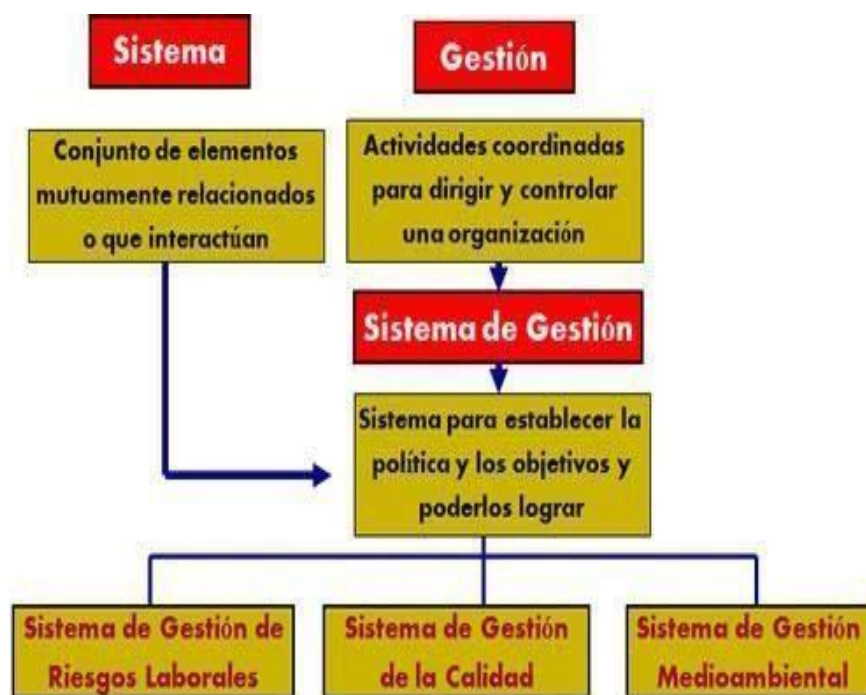 Sistema
Gestión
Conjunto de elementos
mutuamente relacionados
o que interactúan
Actividades coordinadas
para dirigir y controlar
una organización
Sistema de Gestión
Sistema para establecer la
política y los objetivos y
poderlos lograr
Sistema de Gestión de
Riesgos Laborales
Sistema de Gestión
de la Calidad
Sistema de Gestión
Medioambiental